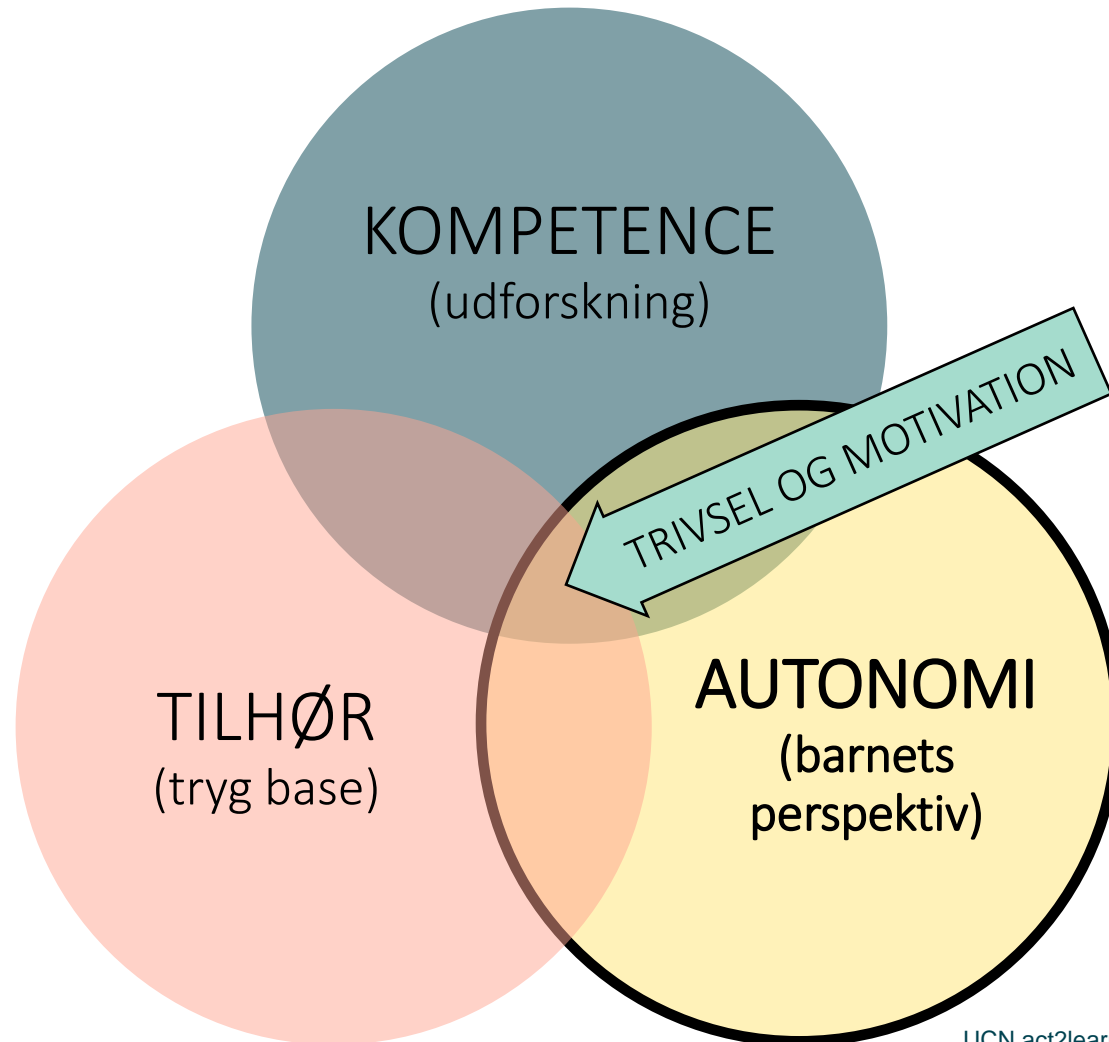 KOMPETENCE
(udforskning)
TRIVSEL OG MOTIVATION
TILHØR
(tryg base)
AUTONOMI
(barnets
perspektiv)
UCN act2lear